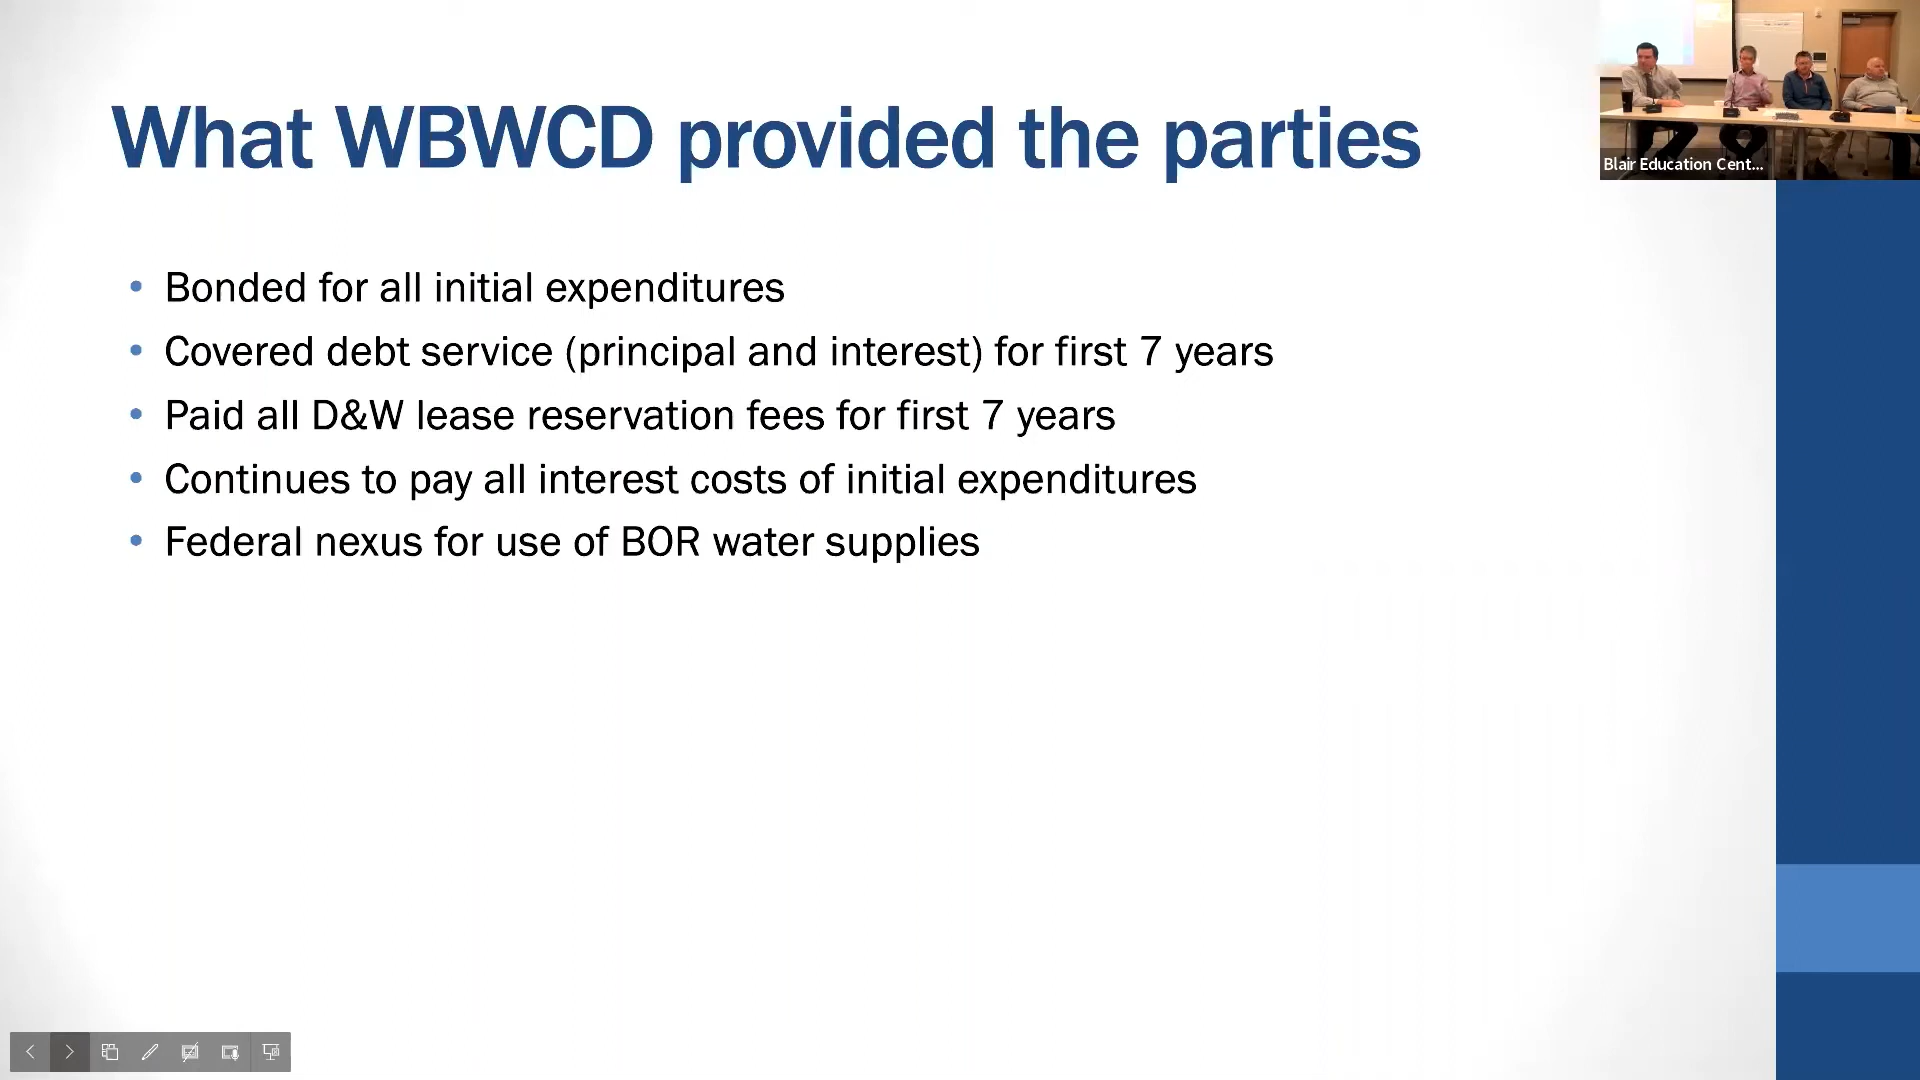 What WBWCD provided the parties
Blair Education Cent...
• Bonded for all initial expenditures
• Covered debt service (principal and interest) for first 7 years
• Paid all D&W lease reservation fees for first 7 years
• Continues to pay all interest costs of initial expenditures
• Federal nexus for use of BOR water supplies